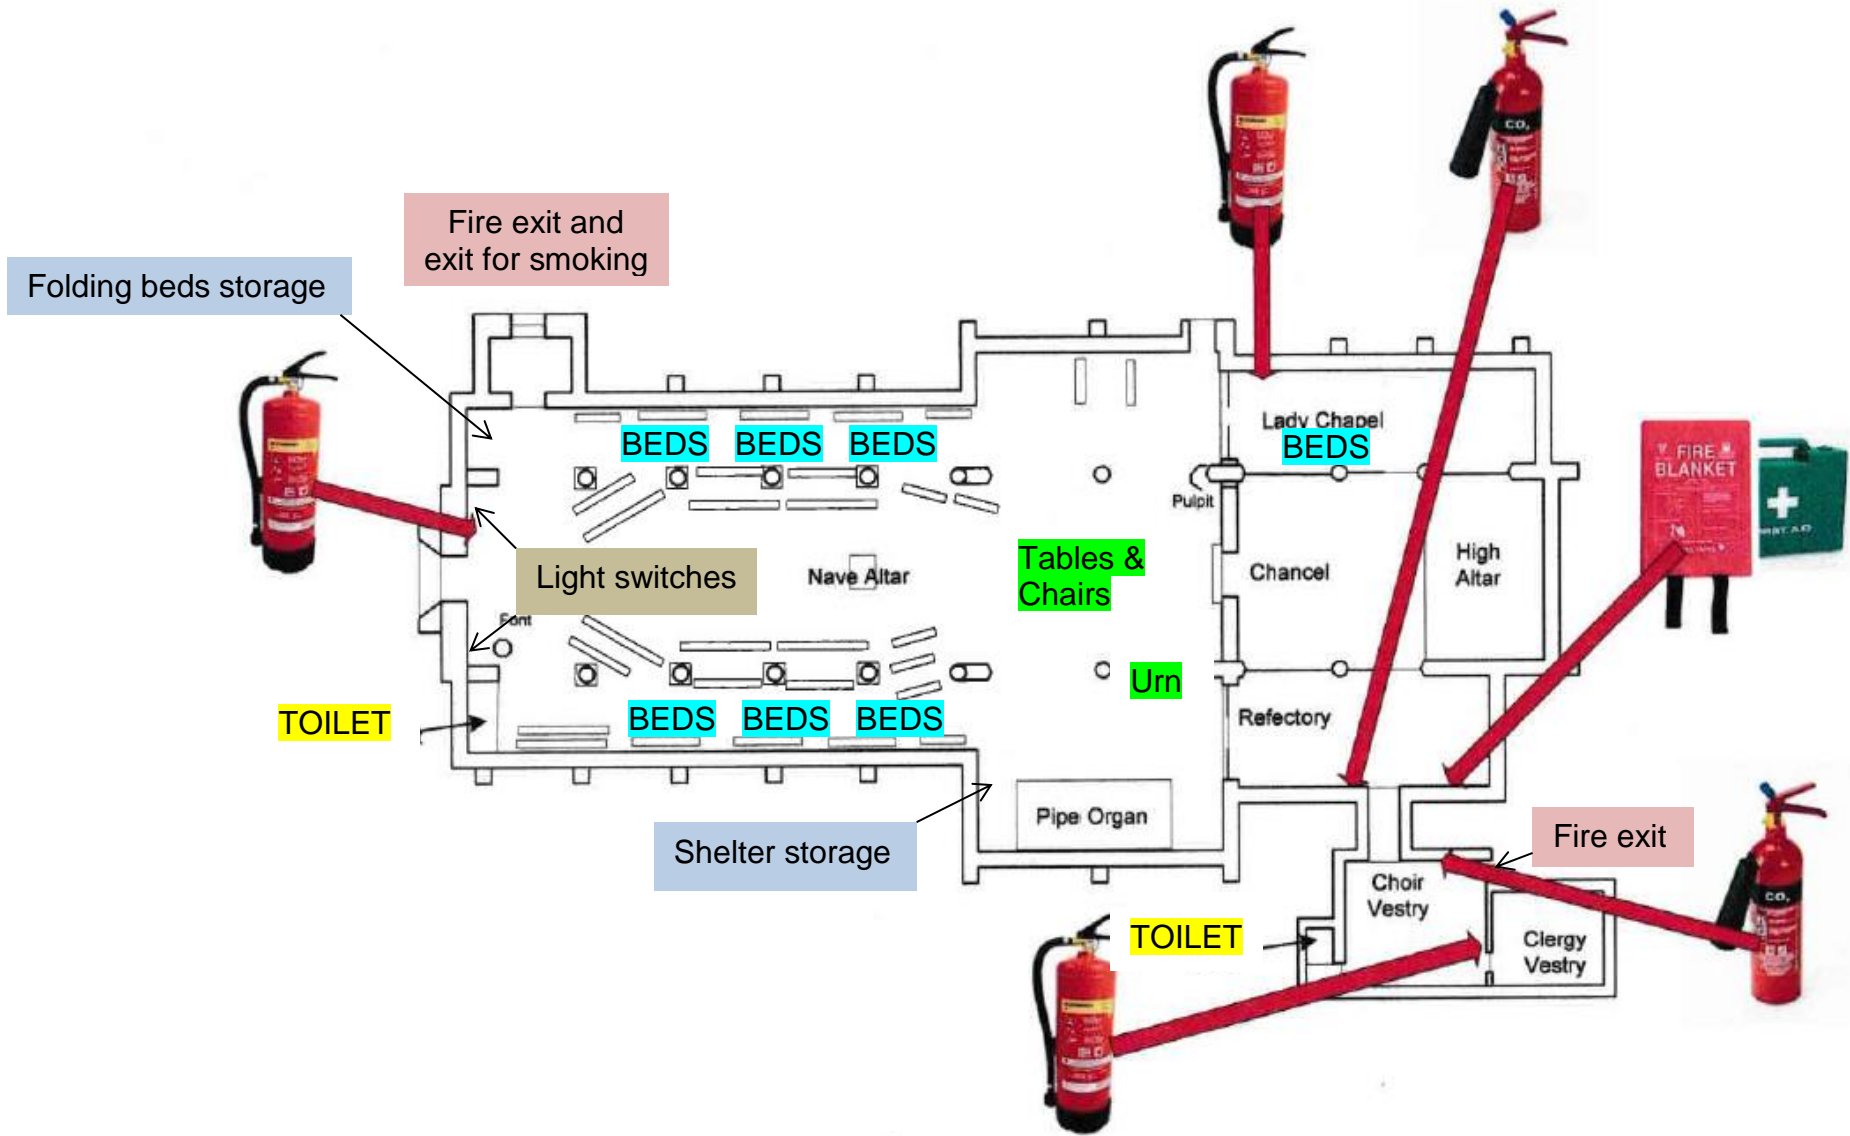 CO₂
Fire exit and
exit for smoking
Folding beds storage
Lady Chapel
BEDS BEDS BEDS
BEDS
FIRE
BLANKET
Pulpit
FIRST AID
Tables &
Chairs
High
Altar
Chancel
Light switches
Nave Altar
Font
Urn
TOILET
BEDS BEDS BEDS
Refectory
Pipe Organ
Shelter storage
Fire exit
Choir
Vestry
CO₂
TOILET
Clergy
Vestry